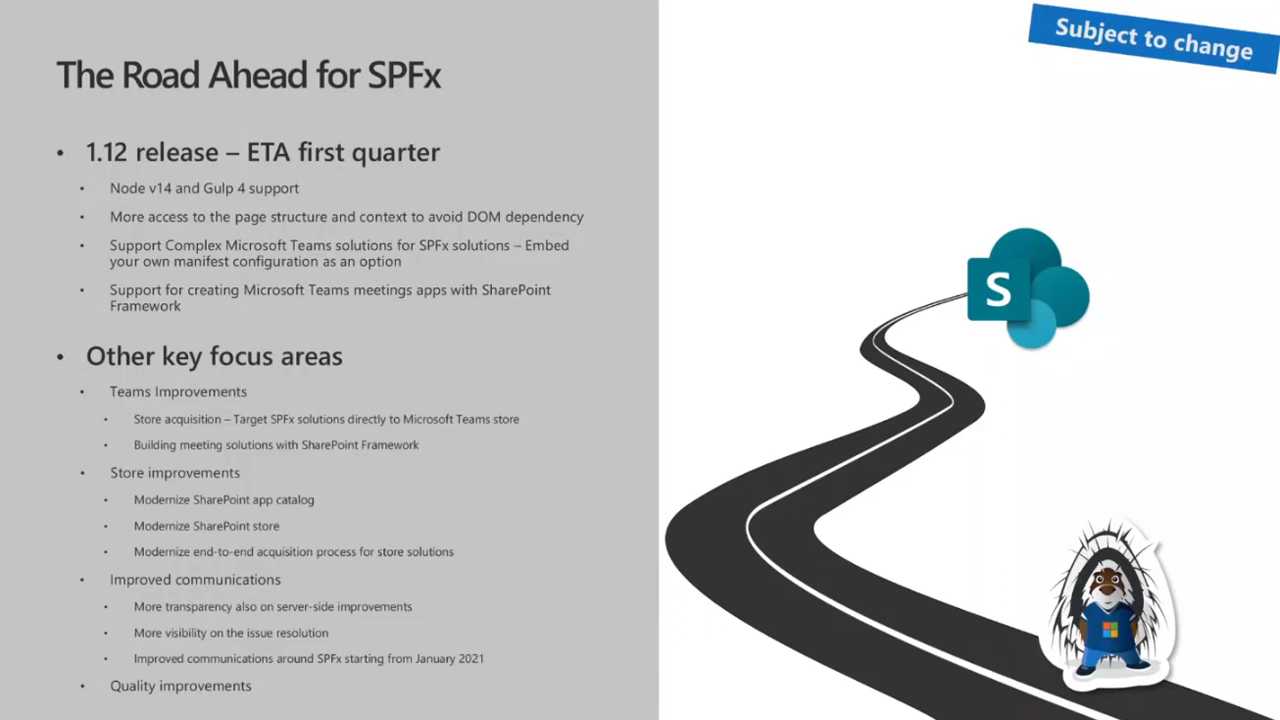 Subject to change
The Road Ahead for SPFx
• 1.12 release – ETA first quarter
• Node v14 and Gulp 4 support
• More access to the page structure and context to avoid DOM dependency
• Support Complex Microsoft Teams solutions for SPFx solutions – Embed
your own manifest configuration as an option
• Support for creating Microsoft Teams meetings apps with SharePoint
Framework
• Other key focus areas
• Teams Improvements
• Store acquisition – Target SPFx solutions directly to Microsoft Teams store
• Building meeting solutions with SharePoint Framework
• Store improvements
• Modernize SharePoint app catalog
• Modernize SharePoint store
• Modernize end-to-end acquisition process for store solutions
• Improved communications
• More transparency also on server-side improvements
• More visibility on the issue resolution
• Improved communications around SPFx starting from January 2021
• Quality improvements
S